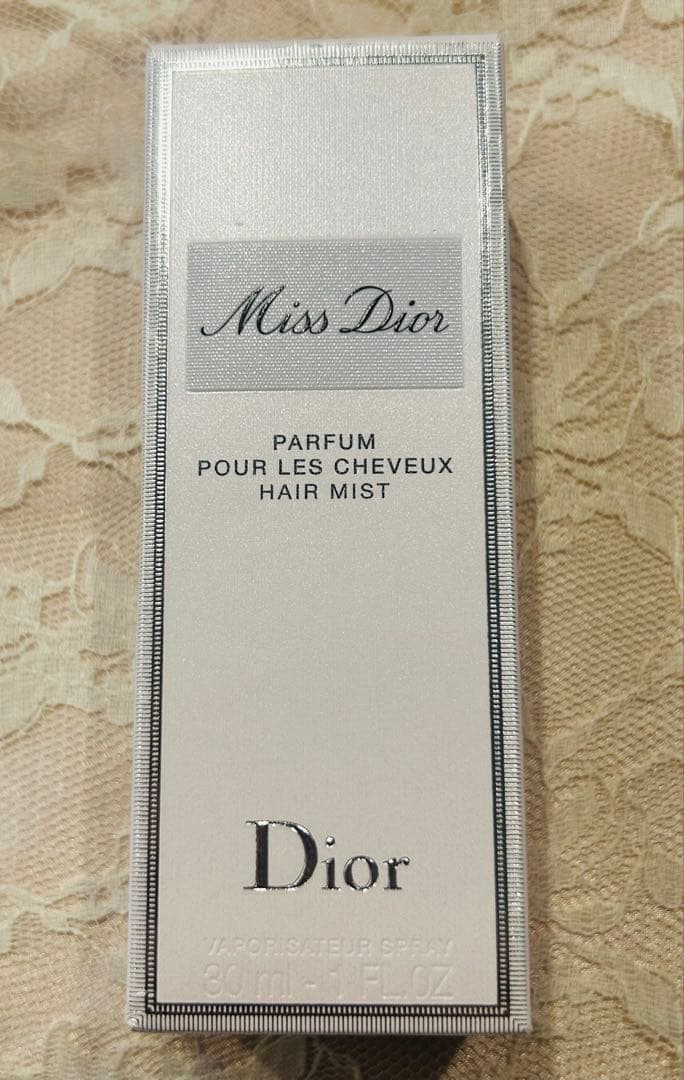 Miss Dior
PARFUM
POUR LES CHEVEUX
HAIR MIST
Dior
VAPORISATEUR SPRAY
30 ml - 1 FL.OZ